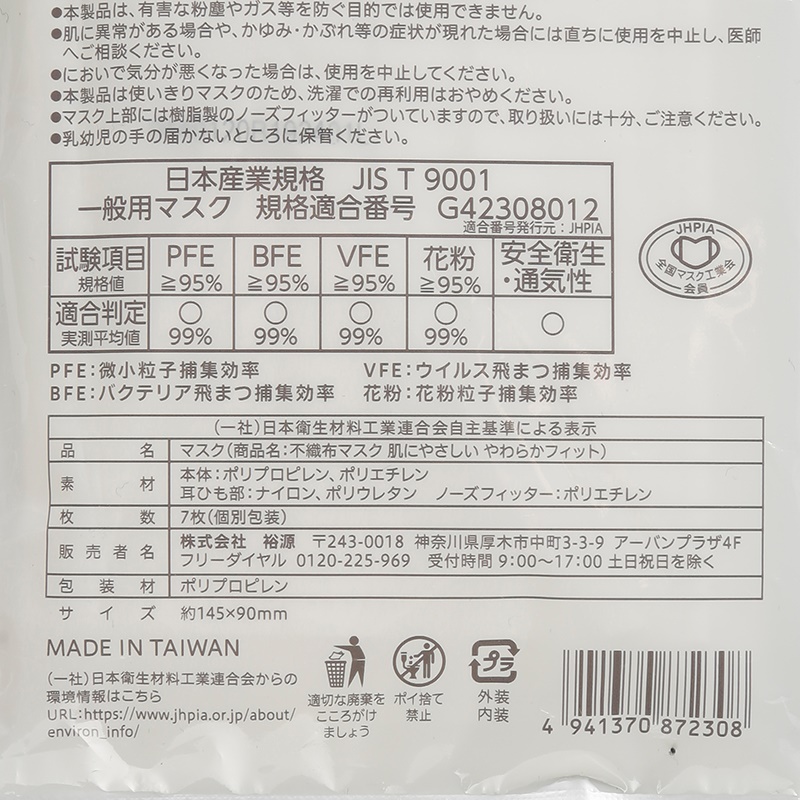 ●本製品は、有害な粉塵やガス等を防ぐ目的では使用できません。
●肌に異常がある場合や、かゆみ・かぶれ等の症状が現れた場合には直ちに使用を中止し、医師
へご相談ください。
●においで気分が悪くなった場合は、使用を中止してください。
●本製品は使いきりマスクのため、洗濯での再利用はおやめください。
●マスク上部には樹脂製のノーズフィッターがついていますので、取り扱いには十分、ご注意ください。
●乳幼児の手の届かないところに保管ください。
日本産業規格 JIS T 9001
一般用マスク 規格適合番号 G42308012
適合番号発行元：JHPIA
試験項目 規格値 PFE ≧95% BFE ≧95% VFE ≧95% 花粉 ≧95% 安全衛生・通気性
適合判定 実測平均値 ○ 99% ○ 99% ○ 99% ○ 99% ○
JHPIA
全国マスク工業会
会員
PFE：微小粒子捕集効率 VFE：ウイルス飛まつ捕集効率
BFE：バクテリア飛まつ捕集効率 花粉：花粉粒子捕集効率
（一社）日本衛生材料工業連合会自主基準による表示
品名 マスク（商品名：不織布マスク 肌にやさしい やわらかフィット）
素材 本体：ポリプロピレン、ポリエチレン
耳ひも部：ナイロン、ポリウレタン ノーズフィッター：ポリエチレン
枚数 7枚（個別包装）
販売者名 株式会社 裕源 〒243-0018 神奈川県厚木市中町3-3-9 アーバンプラザ4F
フリーダイヤル 0120-225-969 受付時間 9:00〜17:00 土日祝日を除く
包装材 ポリプロピレン
サイズ 約145×90mm
MADE IN TAIWAN
（一社）日本衛生材料工業連合会からの
環境情報はこちら
URL:https://www.jhpia.or.jp/about/
environ_info/
適切な廃棄を
こころがけ
ましょう
ポイ捨て
禁止
プラ
外装
内装
4 941370 872308